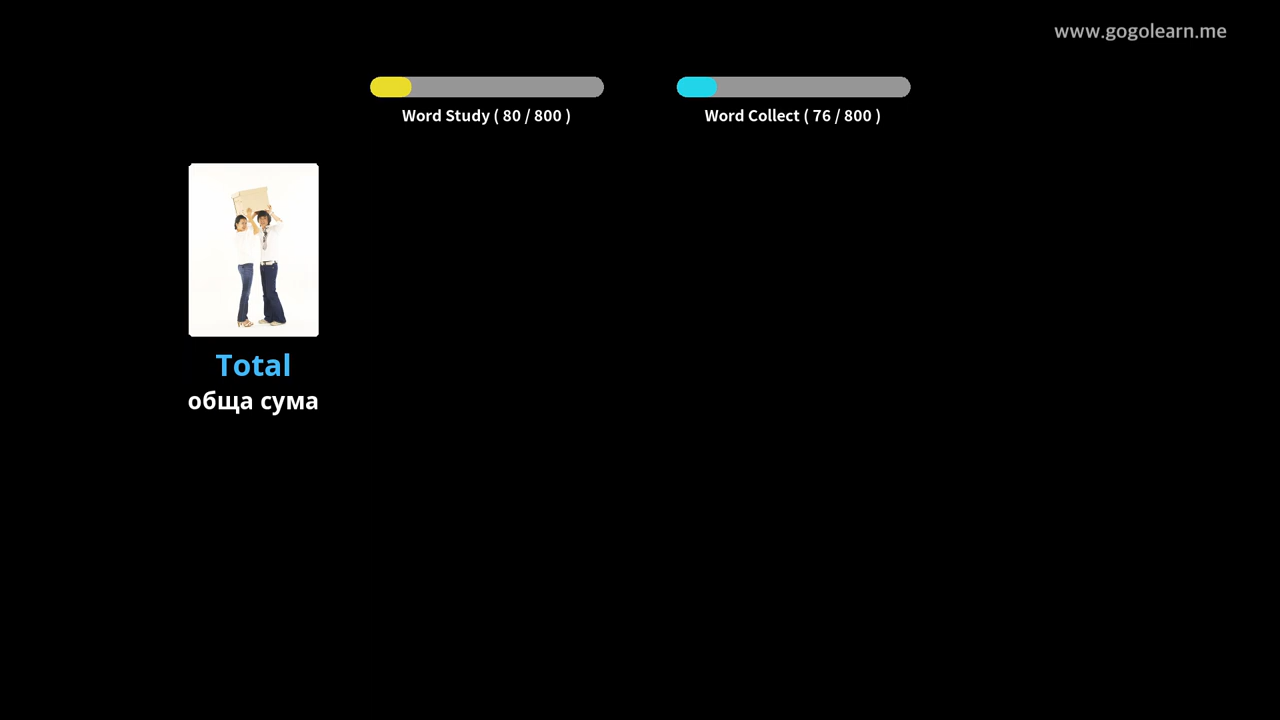 www.gogolearn.me
Word Study ( 80 / 800 )
Word Collect ( 76 / 800 )
Total
обща сума